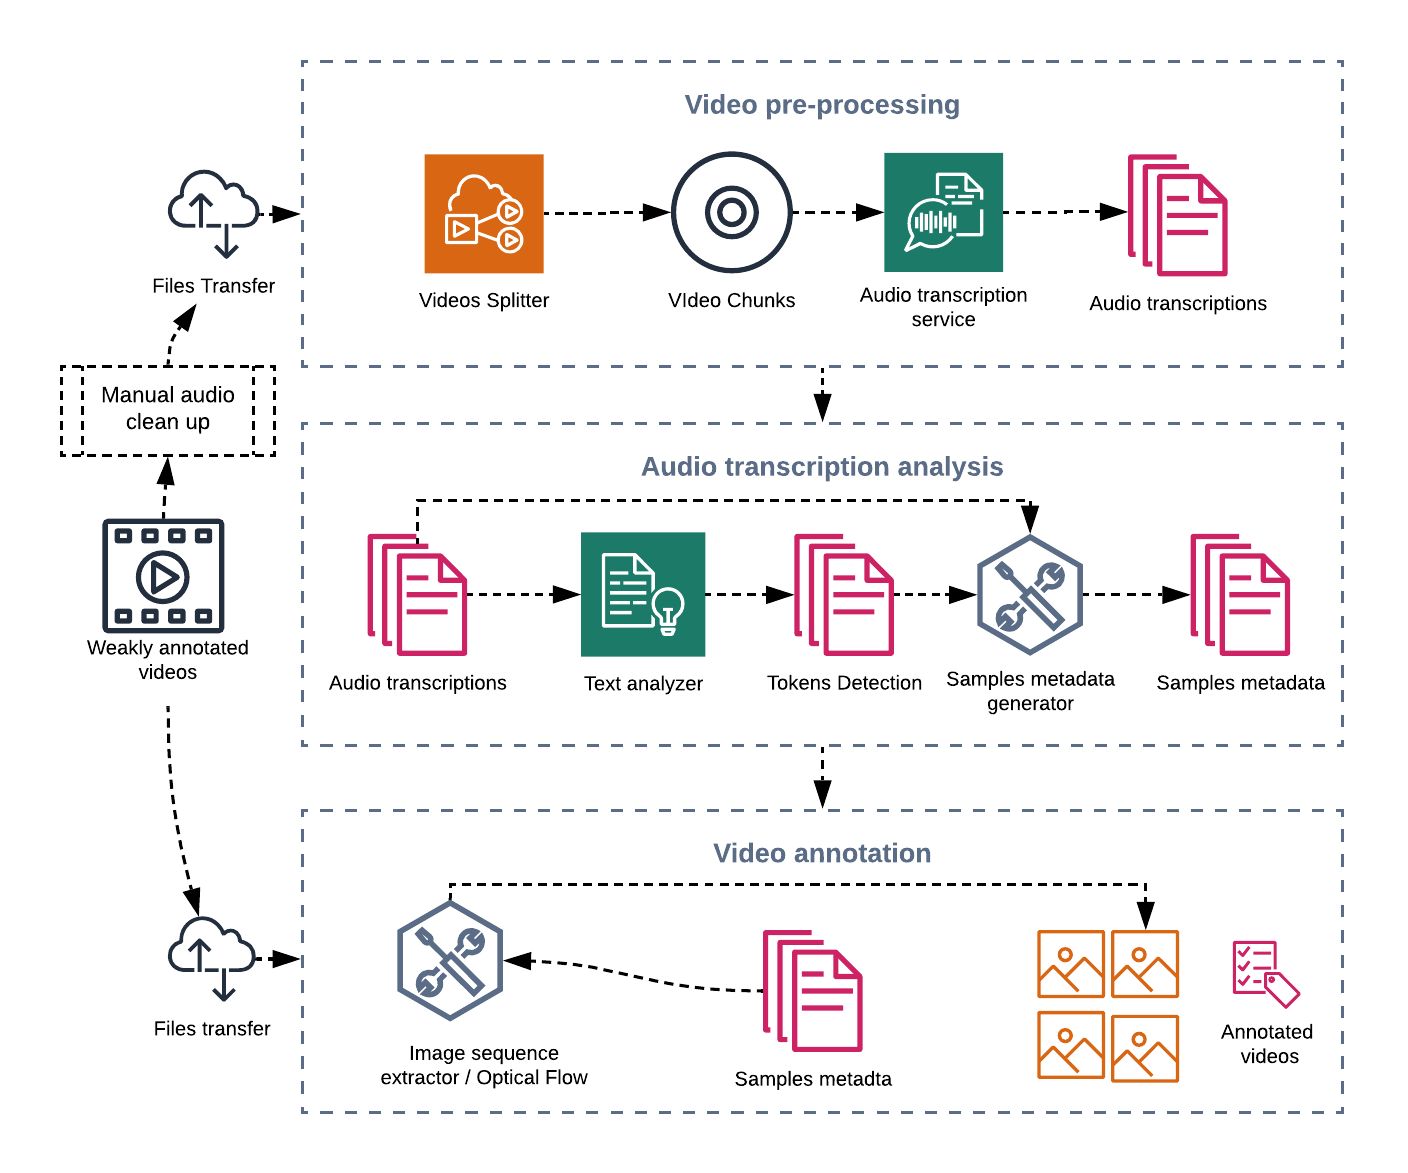 Video pre-processing
Videos Splitter
VIdeo Chunks
Audio transcription
service
Audio transcriptions
Files Transfer
Manual audio
clean up
Weakly annotated
videos
Audio transcription analysis
Audio transcriptions
Text analyzer
Tokens Detection
Samples metadata
generator
Samples metadata
Files transfer
Video annotation
Image sequence
extractor / Optical Flow
Samples metadta
Annotated
videos